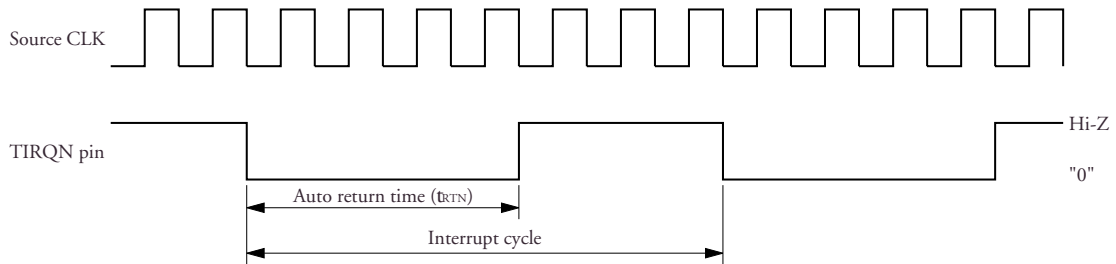 Source CLK
Hi-Z
TIRQN pin
"0"
Auto return time (tRTN)
Interrupt cycle